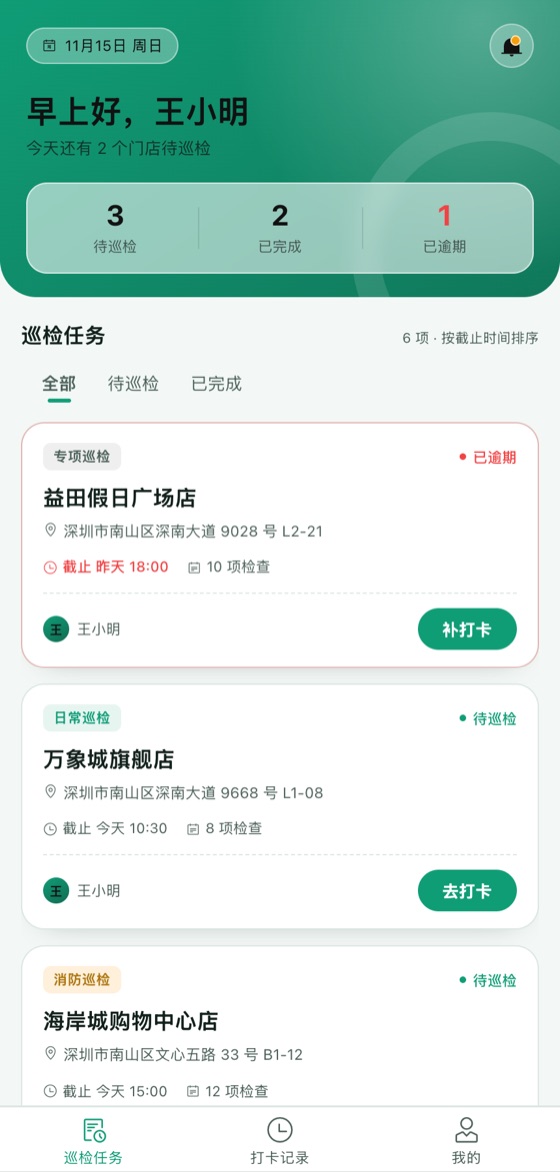 11月15日 周日
早上好，王小明
今天还有 2 个门店待巡检
3 2 1
待巡检 已完成 已逾期
巡检任务 6 项 · 按截止时间排序
全部 待巡检 已完成
专项巡检 已逾期
益田假日广场店
深圳市南山区深南大道 9028 号 L2-21
截止 昨天 18:00 10 项检查
王 王小明 补打卡
日常巡检 待巡检
万象城旗舰店
深圳市南山区深南大道 9668 号 L1-08
截止 今天 10:30 8 项检查
王 王小明 去打卡
消防巡检 待巡检
海岸城购物中心店
深圳市南山区文心五路 33 号 B1-12
截止 今天 15:00 12 项检查
巡检任务 打卡记录 我的